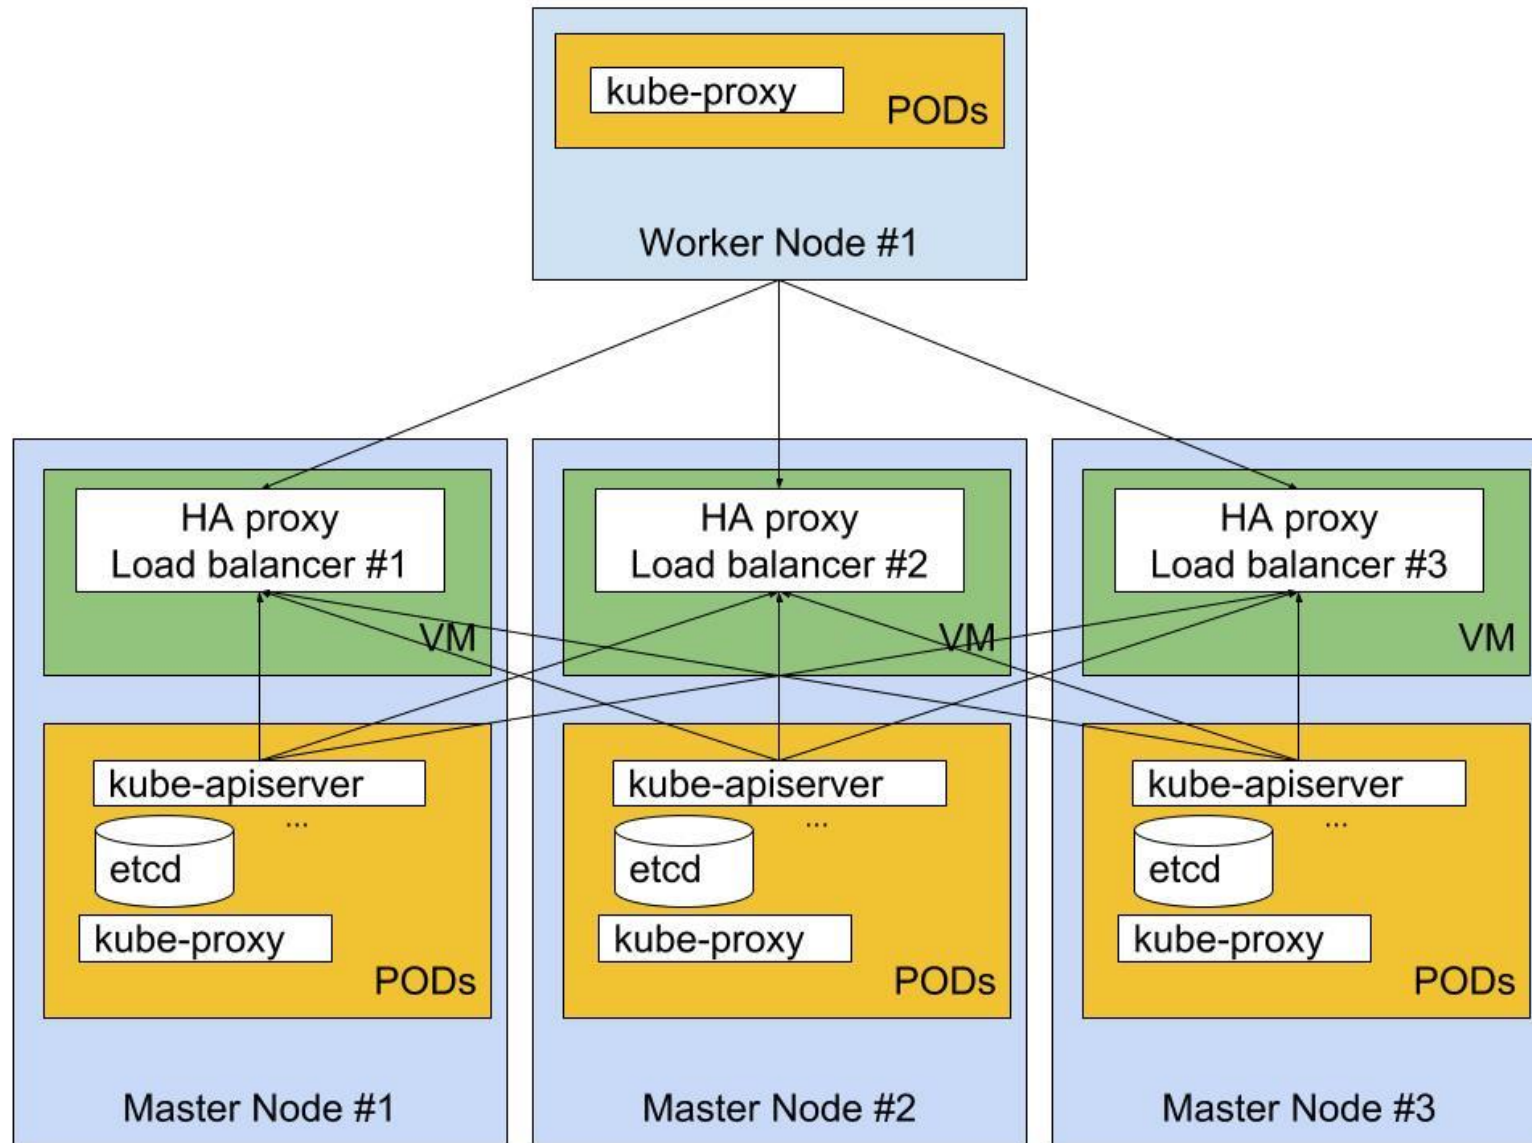 kube-proxy
PODs
Worker Node #1
HA proxy
Load balancer #1
VM
HA proxy
Load balancer #2
VM
HA proxy
Load balancer #3
VM
kube-apiserver
...
etcd
kube-proxy
PODs
Master Node #1
kube-apiserver
...
etcd
kube-proxy
PODs
Master Node #2
kube-apiserver
...
etcd
kube-proxy
PODs
Master Node #3